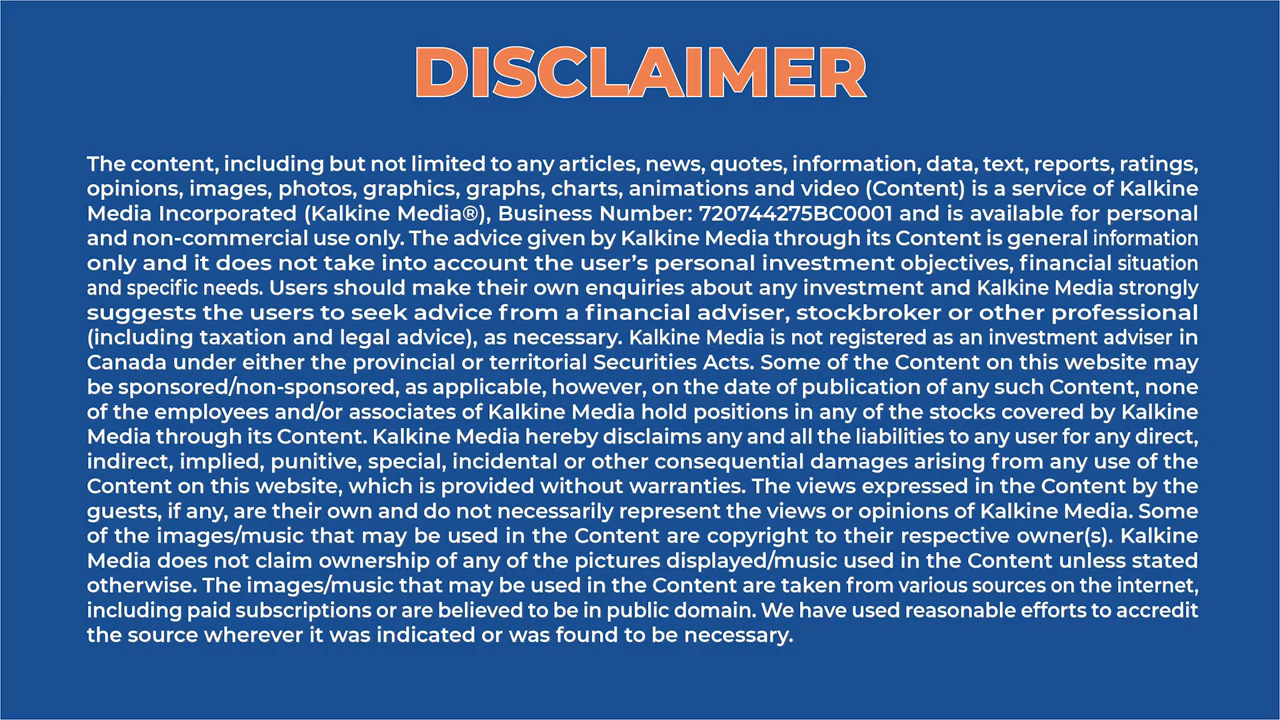 DISCLAIMER
The content, including but not limited to any articles, news, quotes, information, data, text, reports, ratings,
opinions, images, photos, graphics, graphs, charts, animations and video (Content) is a service of Kalkine
Media Incorporated (Kalkine Media®), Business Number: 720744275BC0001 and is available for personal
and non-commercial use only. The advice given by Kalkine Media through its Content is general information
only and it does not take into account the user’s personal investment objectives, financial situation
and specific needs. Users should make their own enquiries about any investment and Kalkine Media strongly
suggests the users to seek advice from a financial adviser, stockbroker or other professional
(including taxation and legal advice), as necessary. Kalkine Media is not registered as an investment adviser in
Canada under either the provincial or territorial Securities Acts. Some of the Content on this website may
be sponsored/non-sponsored, as applicable, however, on the date of publication of any such Content, none
of the employees and/or associates of Kalkine Media hold positions in any of the stocks covered by Kalkine
Media through its Content. Kalkine Media hereby disclaims any and all the liabilities to any user for any direct,
indirect, implied, punitive, special, incidental or other consequential damages arising from any use of the
Content on this website, which is provided without warranties. The views expressed in the Content by the
guests, if any, are their own and do not necessarily represent the views or opinions of Kalkine Media. Some
of the images/music that may be used in the Content are copyright to their respective owner(s). Kalkine
Media does not claim ownership of any of the pictures displayed/music used in the Content unless stated
otherwise. The images/music that may be used in the Content are taken from various sources on the internet,
including paid subscriptions or are believed to be in public domain. We have used reasonable efforts to accredit
the source wherever it was indicated or was found to be necessary.